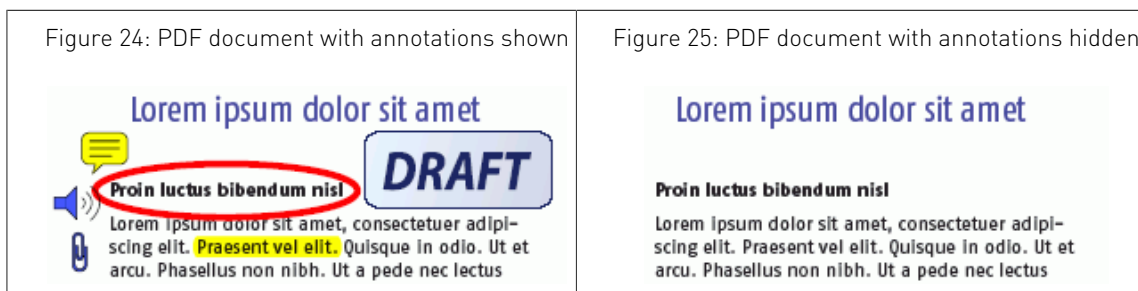 Figure 24: PDF document with annotations shown
Lorem ipsum dolor sit amet
DRAFT
Proin luctus bibendum nisl
Lorem ipsum dolor sit amet, consectetuer adipi-
scing elit. Praesent vel elit. Quisque in odio. Ut et
arcu. Phasellus non nibh. Ut a pede nec lectus
Figure 25: PDF document with annotations hidden
Lorem ipsum dolor sit amet
Proin luctus bibendum nisl
Lorem ipsum dolor sit amet, consectetuer adipi-
scing elit. Praesent vel elit. Quisque in odio. Ut et
arcu. Phasellus non nibh. Ut a pede nec lectus